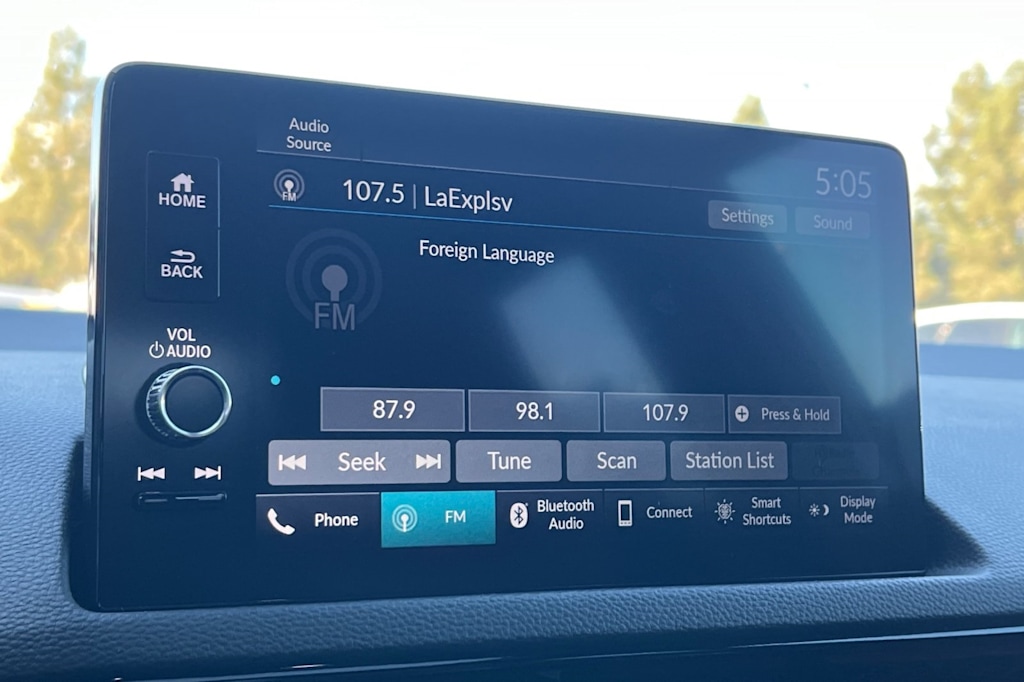 Audio
Source
5:05
HOME
FM
107.5 | LaExplsv
Settings
Sound
Foreign Language
BACK
FM
VOL
AUDIO
87.9
98.1
107.9
Press & Hold
Seek
Tune
Scan
Station List
Phone
FM
Bluetooth
Audio
Connect
Smart
Shortcuts
Display
Mode